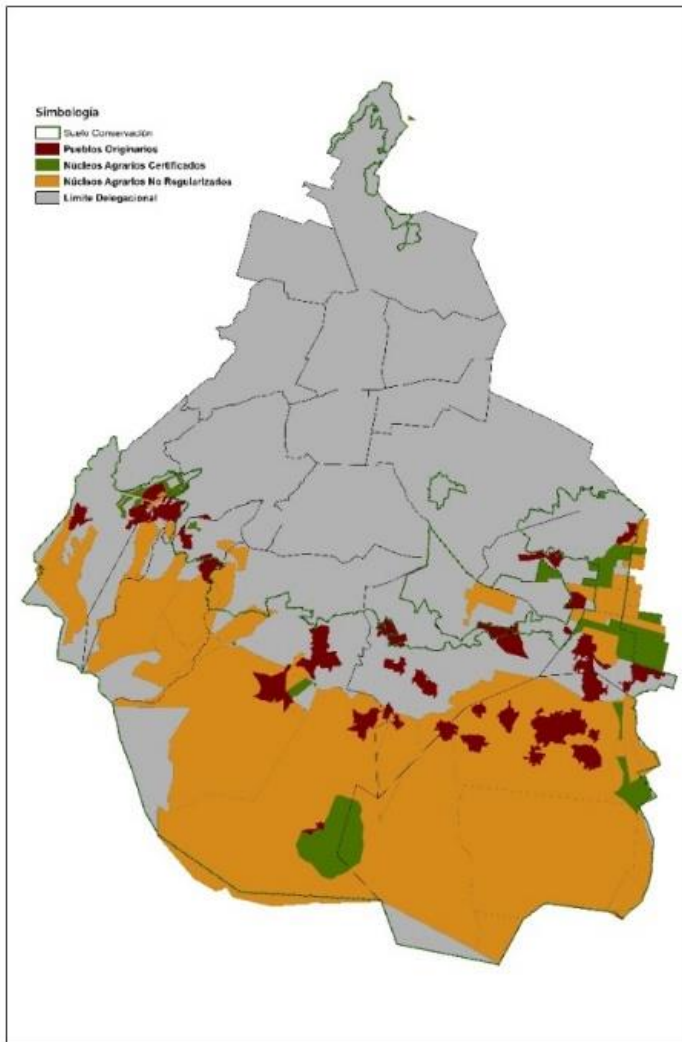 Simbología
Suelo Conservación
Pueblos Originarios
Núcleos Agrarios Certificados
Núcleos Agrarios No Regularizados
Límite Delegacional